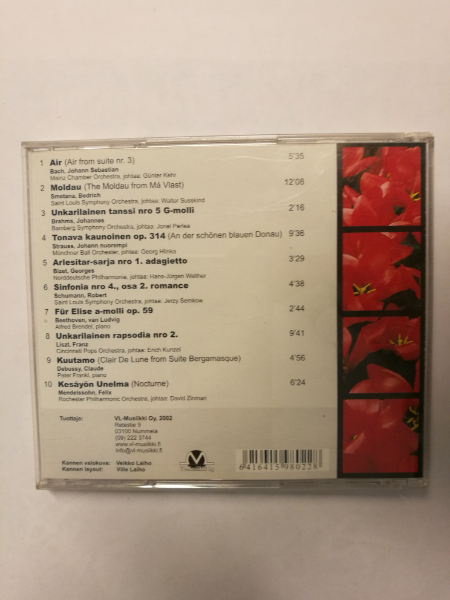 1 Air (Air from suite nr. 3) 5'35
Bach, Johann Sebastian
Mainz Chamber Orchestra, johtaa: Günter Kehr
2 Moldau (The Moldau from Má Vlast) 12'08
Smetana, Bedrich
Saint Louis Symphony Orchestra, johtaa: Walter Susskind
3 Unkarilainen tanssi nro 5 G-molli 2'16
Brahms, Johannes
Bamberg Symphony Orchestra, johtaa: Jonel Perlea
4 Tonava kaunoinen op. 314 (An der schönen blauen Donau) 9'36
Strauss, Johann nuorempi
Münchner Ball Orchester, johtaa: Georg Hlinka
5 Arlesitar-sarja nro 1. adagietto 3'29
Bizet, Georges
Norddeutsche Philharmonie, johtaa: Hans-Jürgen Walther
6 Sinfonia nro 4., osa 2. romance 4'38
Schumann, Robert
Saint Louis Symphony Orchestra, johtaa: Jerzy Semkow
7 Für Elise a-molli op. 59 2'44
Beethoven, van Ludvig
Alfred Brendel, piano
8 Unkarilainen rapsodia nro 2. 9'41
Liszt, Franz
Cincinnati Pops Orchestra, johtaa: Erich Kunzel
9 Kuutamo (Clair De Lune from Suite Bergamasque) 4'56
Debussy, Claude
Peter Frankl, piano
10 Kesäyön Unelma (Nocturne) 6'24
Mendelssohn, Felix
Rochester Philharmonic Orchestra, johtaa: David Zinman
Tuottaja: VL-Musiikki Oy, 2002
Ratastie 9
03100 Nummela
(09) 222 3744
www.vl-musiikki.fi
info@vl-musiikki.fi
Kannen valokuva: Veikko Laiho
Kannen layout: Ville Laiho
V
6416415980228